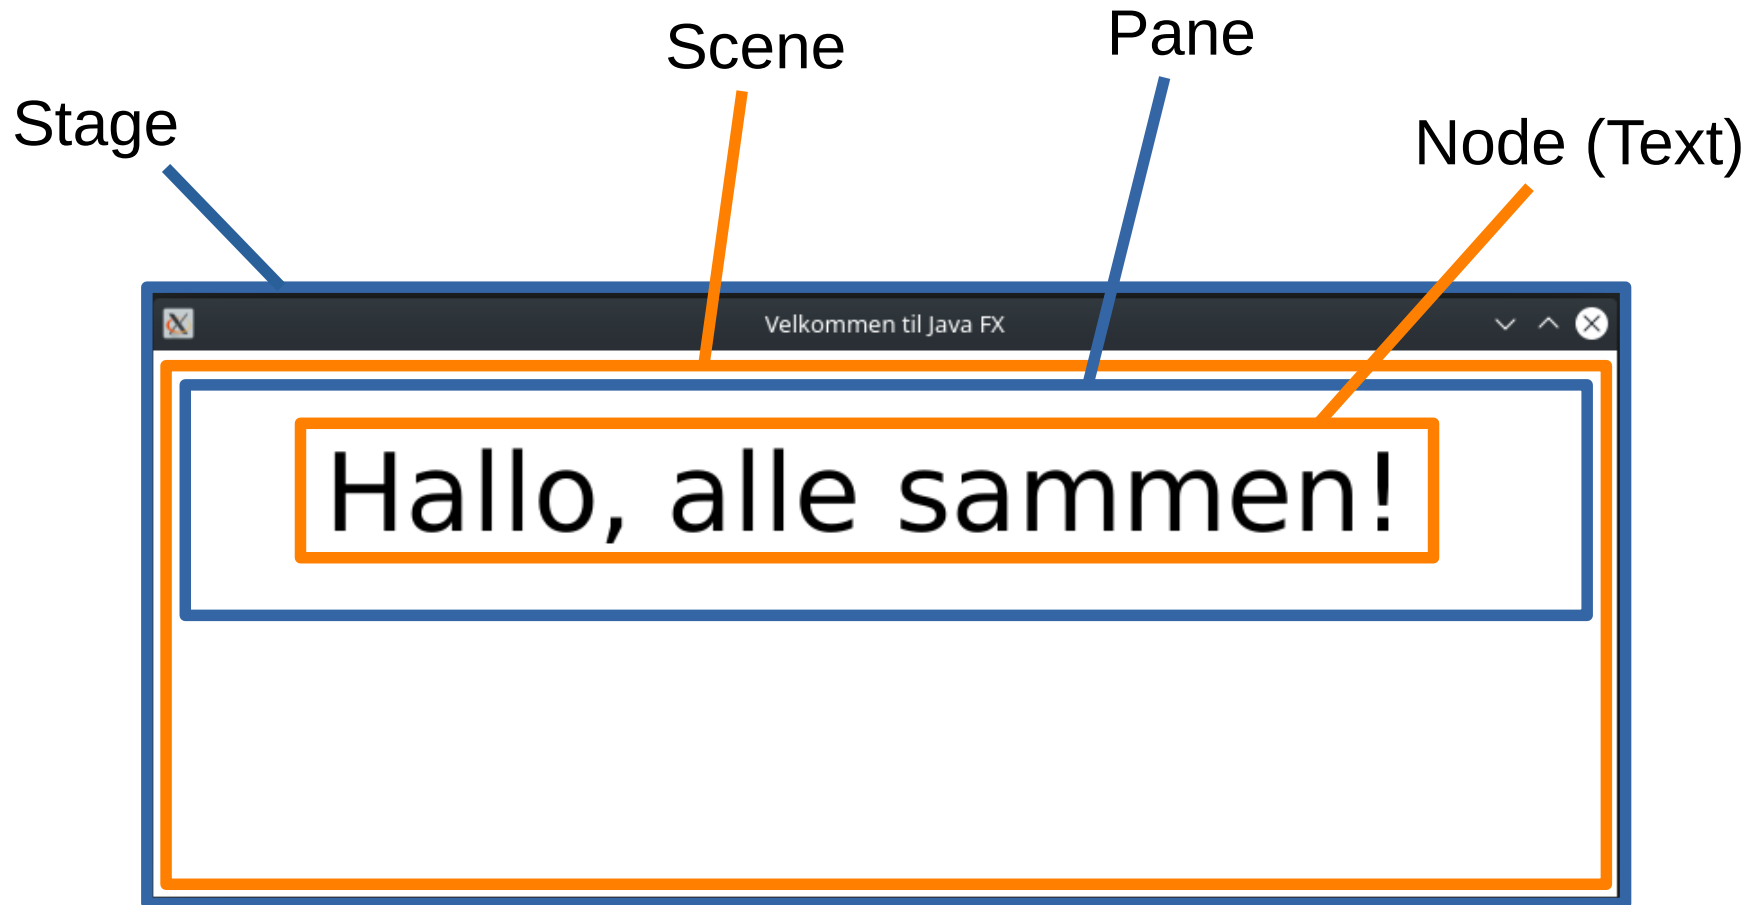 Scene
Pane
Stage
Node (Text)
Velkommen til Java FX
Hallo, alle sammen!